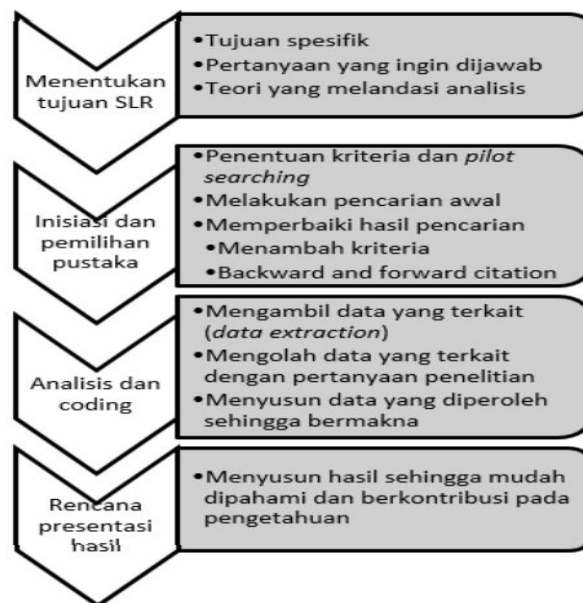 Menentukan
tujuan SLR
•Tujuan spesifik
•Pertanyaan yang ingin dijawab
•Teori yang melandasi analisis
Inisiasi dan
pemilihan
pustaka
•Penentuan kriteria dan pilot
searching
•Melakukan pencarian awal
•Memperbaiki hasil pencarian
•Menambah kriteria
•Backward and forward citation
Analisis dan
coding
•Mengambil data yang terkait
(data extraction)
•Mengolah data yang terkait
dengan pertanyaan penelitian
•Menyusun data yang diperoleh
sehingga bermakna
Rencana
presentasi
hasil
•Menyusun hasil sehingga mudah
dipahami dan berkontribusi pada
pengetahuan